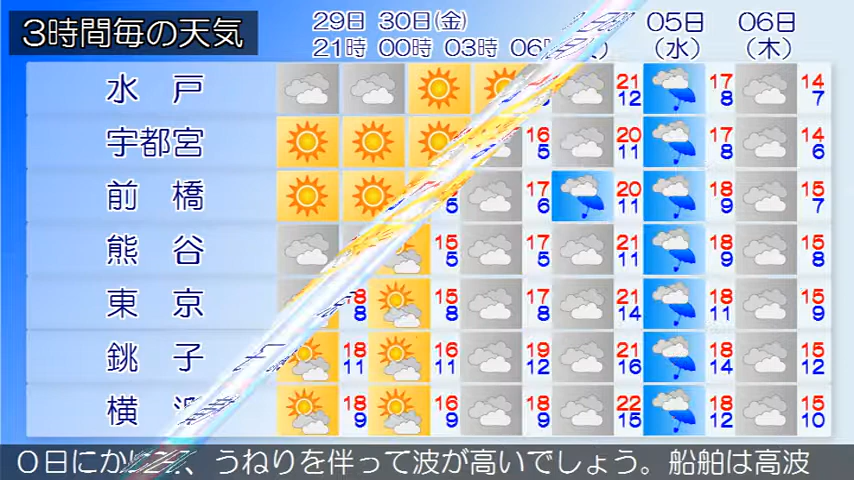 3時間毎の天気
29日 30日(金) 05日 06日
21時 00時 03時 (水) (木)
水戸 21 12 17 8 14 7
宇都宮 16 5 20 11 17 8 14 6
前橋 5 17 6 20 11 18 9 15 7
熊谷 15 5 17 5 21 11 18 9 15 8
東京 8 8 15 8 17 8 21 14 18 11 15 9
銚子 18 11 16 11 19 12 21 16 18 14 15 12
横 18 9 16 9 18 9 22 15 18 12 15 10
0日にか、うねりを伴って波が高いでしょう。船舶は高波